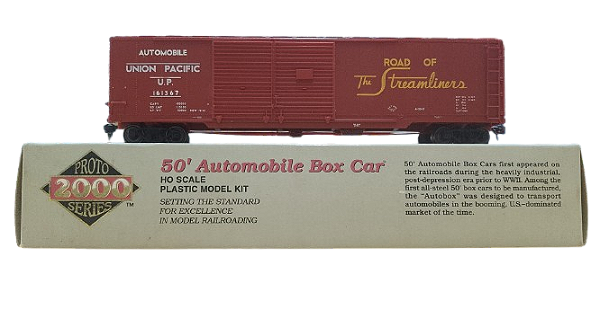 AUTOMOBILE
UNION PACIFIC
U.P.
161367
ROAD OF
The Streamliners
PROTO
2000
SERIES™
50' Automobile Box Car
HO SCALE
PLASTIC MODEL KIT
SETTING THE STANDARD
FOR EXCELLENCE
IN MODEL RAILROADING
50' Automobile Box Cars first appeared on
the railroads during the heavily industrial,
post-depression era prior to WWII. Among the
first all-steel 50' box cars to be manufactured,
the "Autobox" was designed to transport
automobiles in the booming, U.S.-dominated
market of the time.